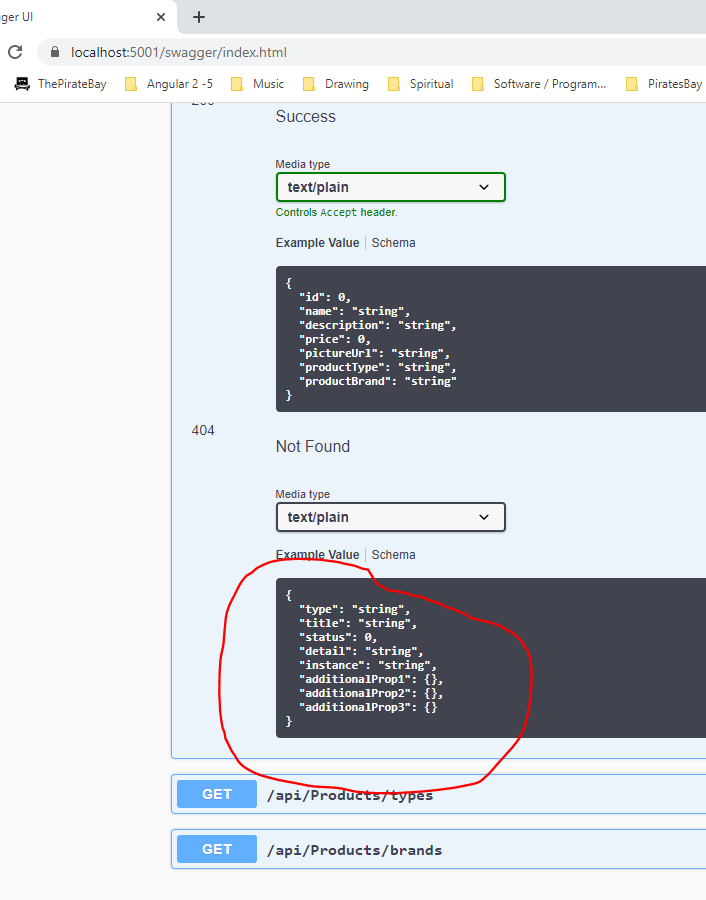 ger UI
localhost:5001/swagger/index.html
ThePirateBay Angular 2 -5 Music Drawing Spiritual Software / Program... PiratesBay
Success
Media type
text/plain
Controls Accept header.
Example Value Schema
{
"id": 0,
"name": "string",
"description": "string",
"price": 0,
"pictureUrl": "string",
"productType": "string",
"productBrand": "string"
}
404
Not Found
Media type
text/plain
Example Value Schema
{
"type": "string",
"title": "string",
"status": 0,
"detail": "string",
"instance": "string",
"additionalProp1": {},
"additionalProp2": {},
"additionalProp3": {}
}
GET /api/Products/types
GET /api/Products/brands